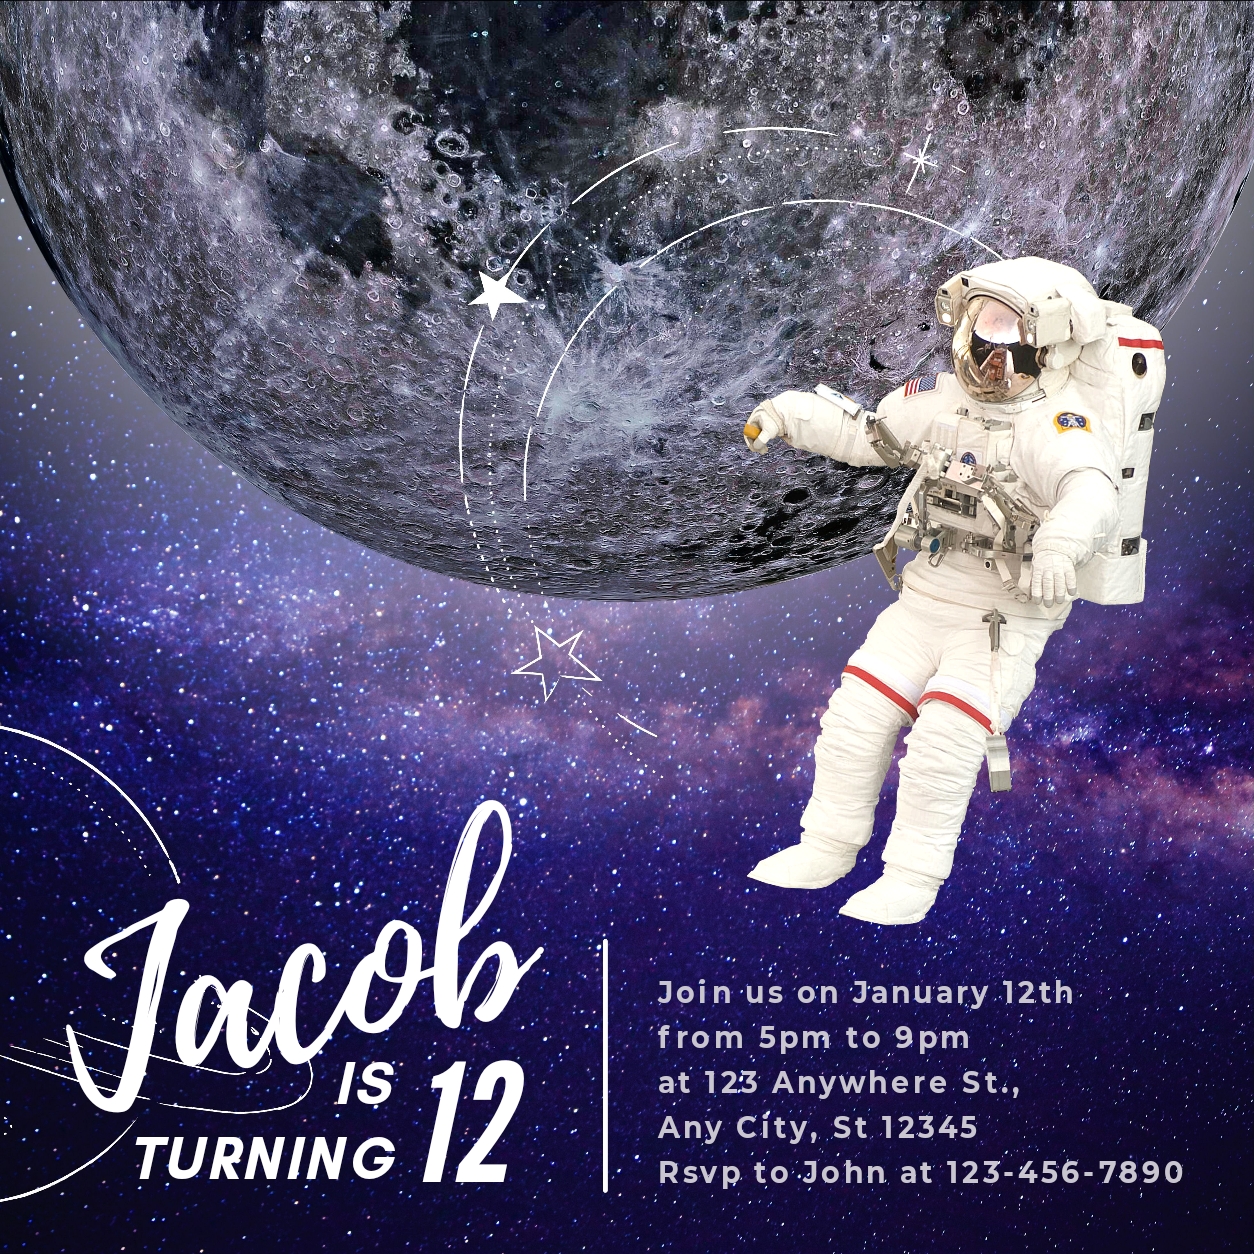 Jacob
IS
TURNING 12
Join us on January 12th
from 5pm to 9pm
at 123 Anywhere St.,
Any City, St 12345
Rsvp to John at 123-456-7890